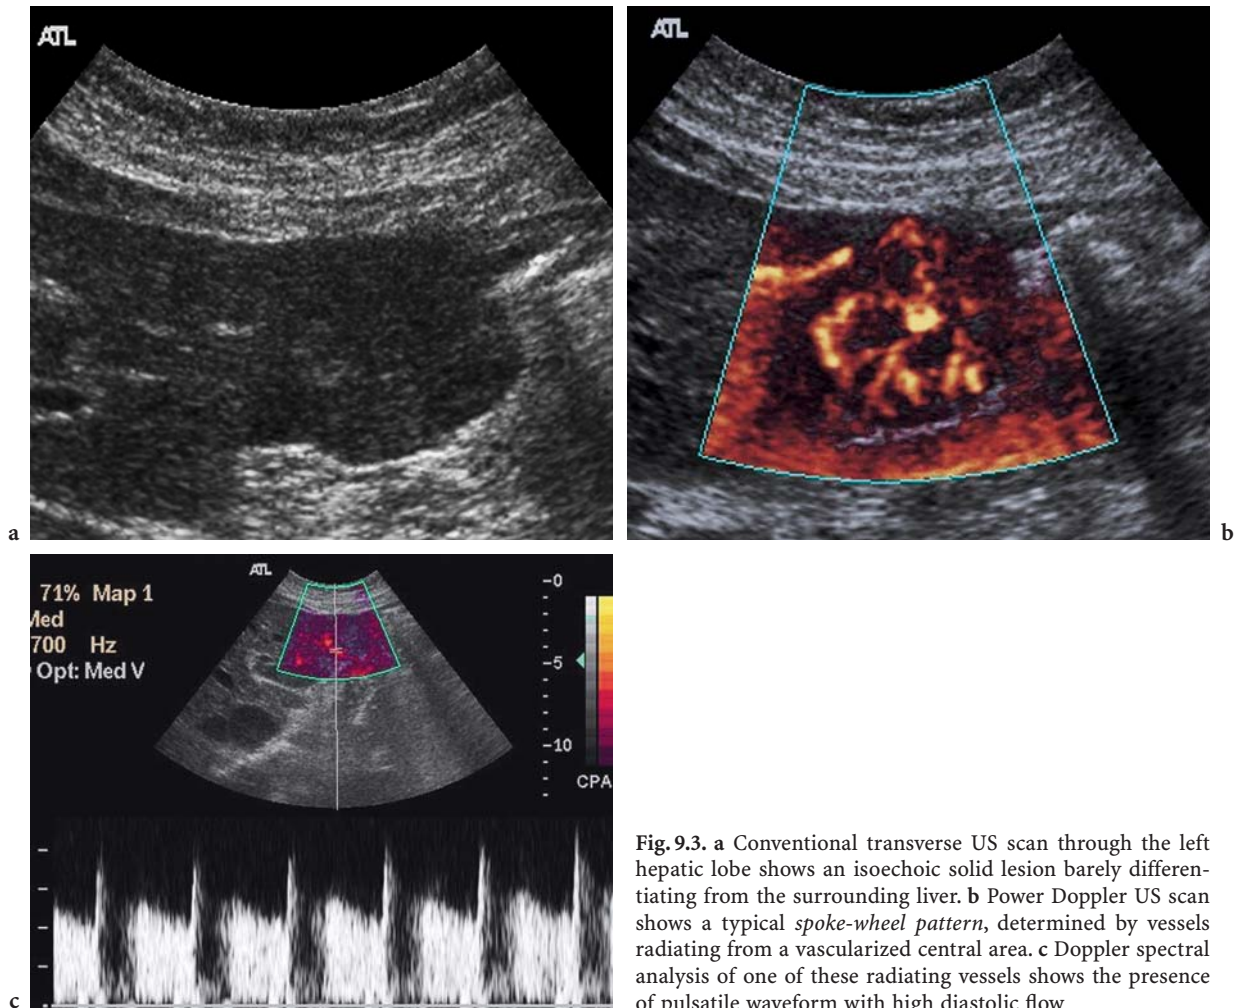 ATL
ATL
a
b
71% Map 1
Med
700 Hz
Opt: Med V
ATL
-0
-5
-10
CPA
c
Fig. 9.3. a Conventional transverse US scan through the left
hepatic lobe shows an isoechoic solid lesion barely differen-
tiating from the surrounding liver. b Power Doppler US scan
shows a typical spoke-wheel pattern, determined by vessels
radiating from a vascularized central area. c Doppler spectral
analysis of one of these radiating vessels shows the presence
of pulsatile waveform with high diastolic flow